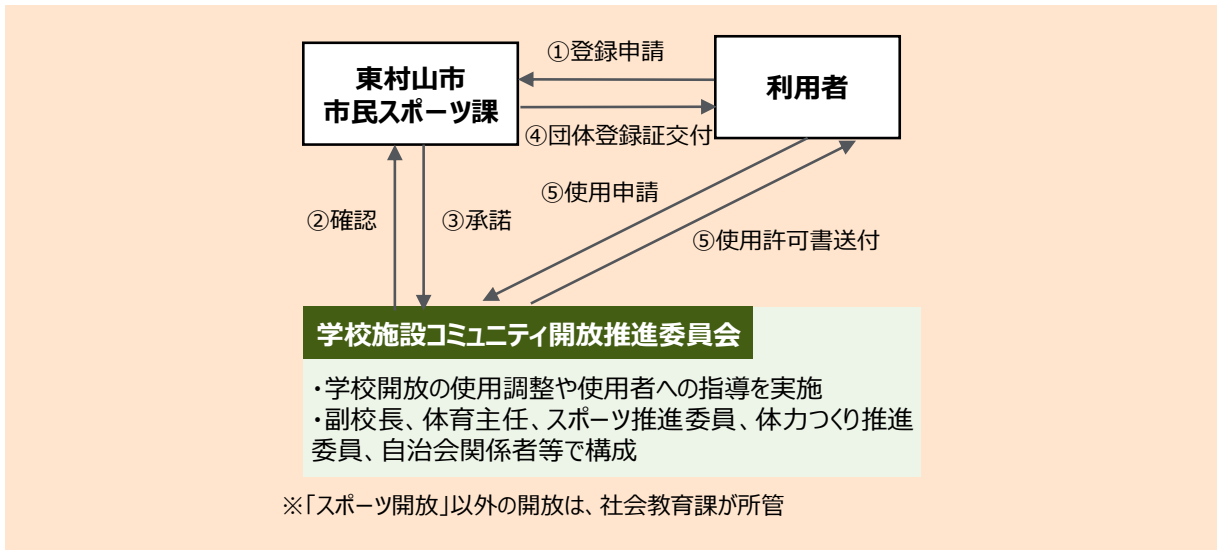 東村山市
市民スポーツ課
①登録申請
利用者
④団体登録証交付
②確認
③承諾
⑤使用申請
⑤使用許可書送付
学校施設コミュニティ開放推進委員会
・学校開放の使用調整や使用者への指導を実施
・副校長、体育主任、スポーツ推進委員、体力つくり推進
委員、自治会関係者等で構成
※「スポーツ開放」以外の開放は、社会教育課が所管